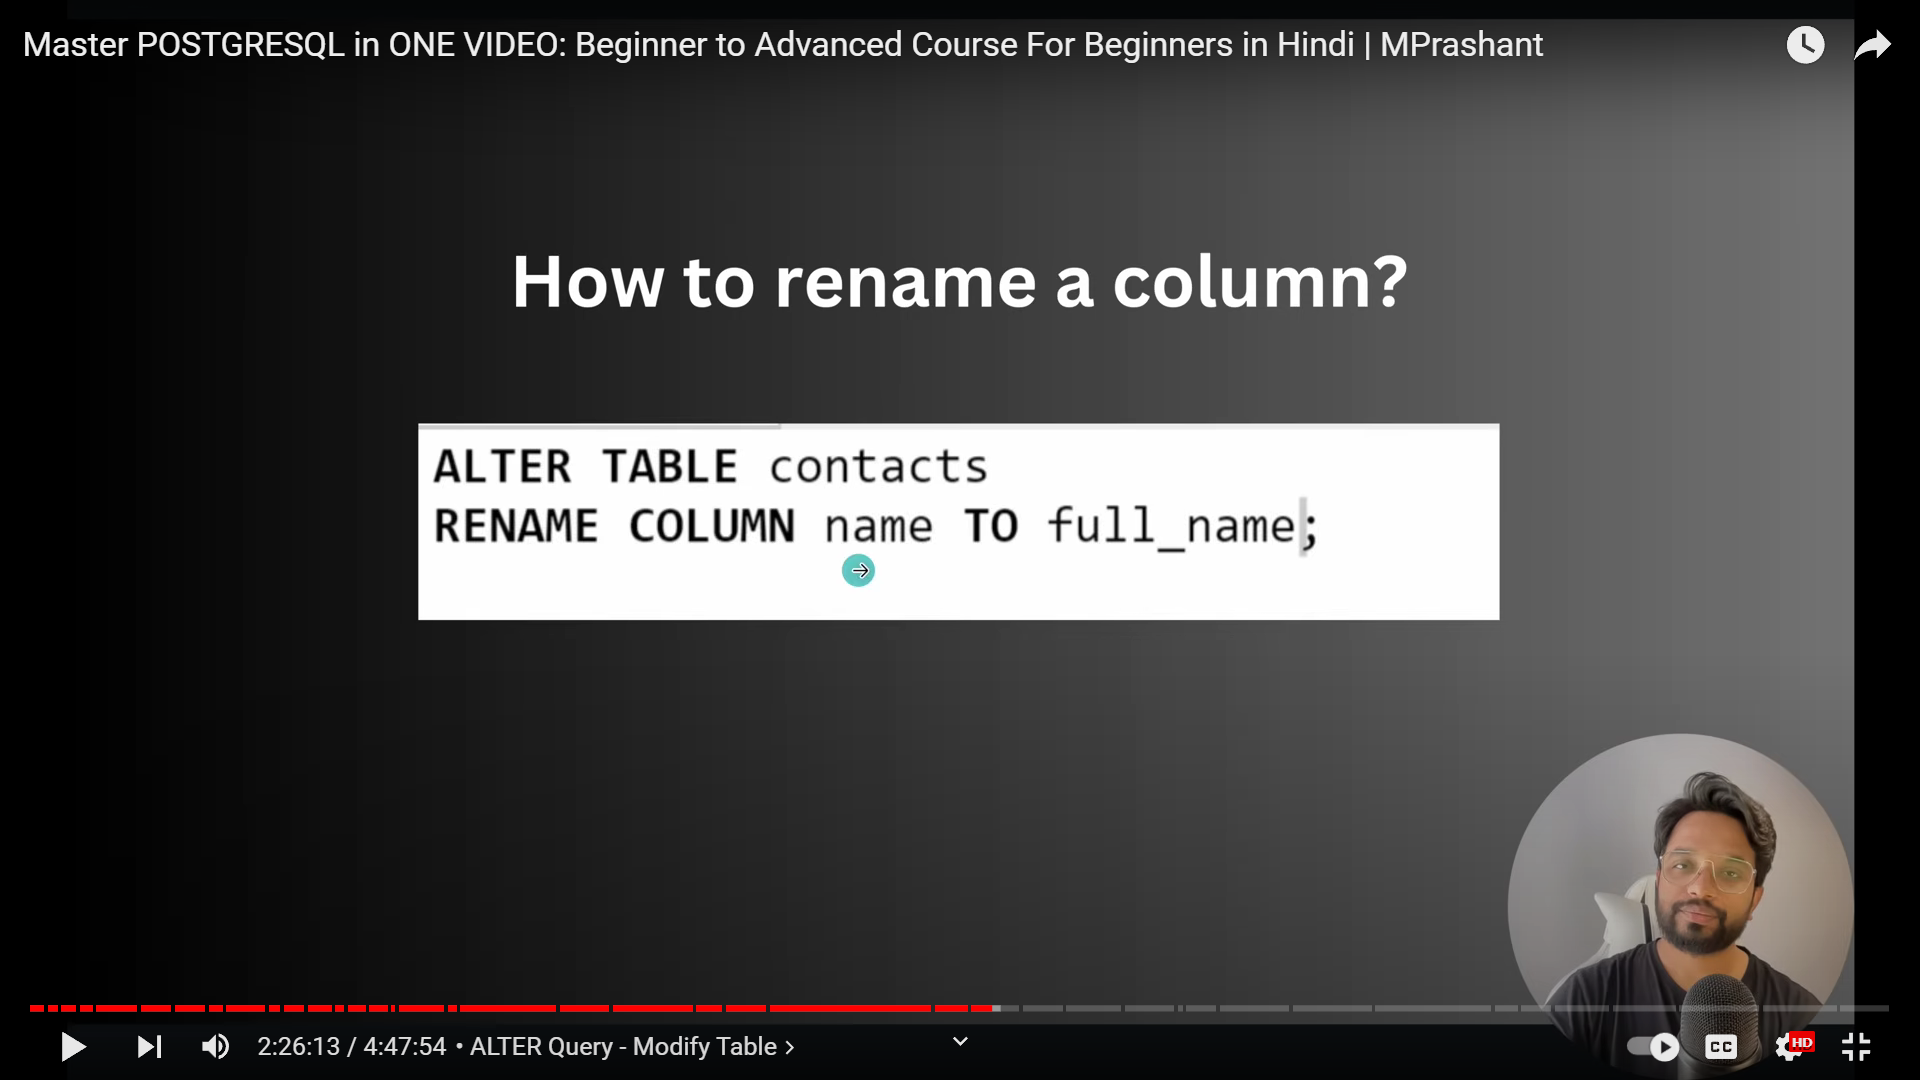 Master POSTGRESQL in ONE VIDEO: Beginner to Advanced Course For Beginners in Hindi | MPrashant
How to rename a column?
ALTER TABLE contacts
RENAME COLUMN name TO full_name;
2:26:13 / 4:47:54 • ALTER Query - Modify Table ›
CC
HD